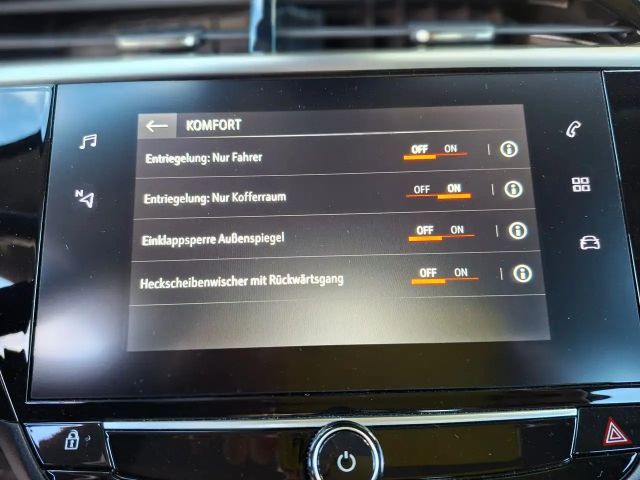 KOMFORT
Entriegelung: Nur Fahrer OFF ON
Entriegelung: Nur Kofferraum OFF ON
Einklappsperre Außenspiegel OFF ON
Heckscheibenwischer mit Rückwärtsgang OFF ON
N